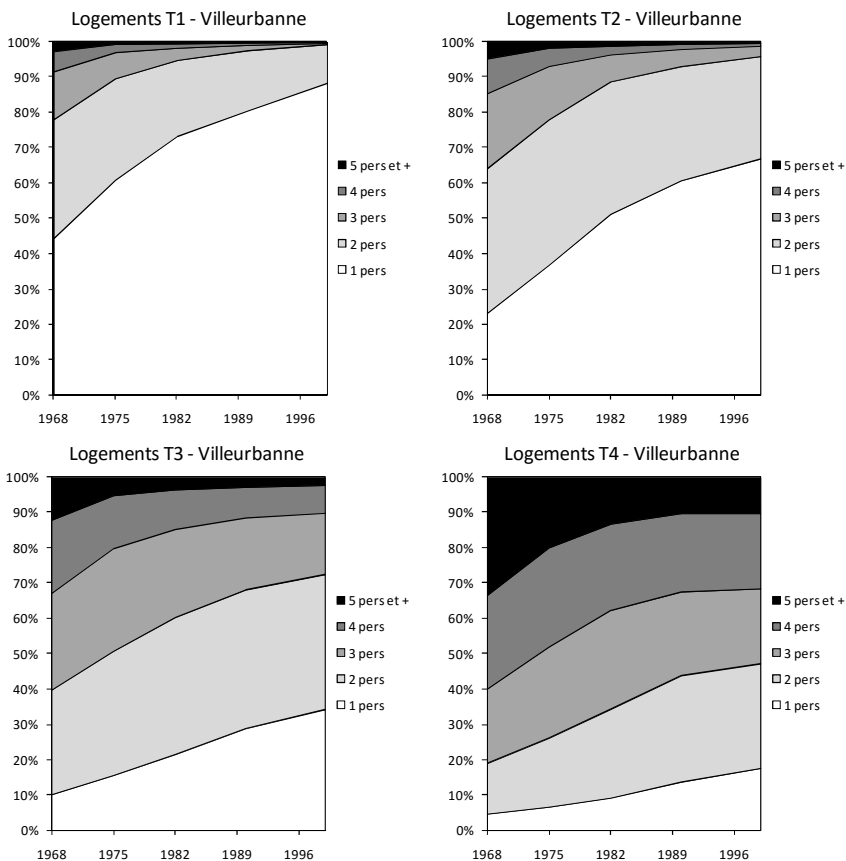 Logements T1 - Villeurbanne
100%
90%
80%
70%
60%
50%
40%
30%
20%
10%
0%
1968 1975 1982 1989 1996
5 pers et +
4 pers
3 pers
2 pers
1 pers
Logements T2 - Villeurbanne
100%
90%
80%
70%
60%
50%
40%
30%
20%
10%
0%
1968 1975 1982 1989 1996
5 pers et +
4 pers
3 pers
2 pers
1 pers
Logements T3 - Villeurbanne
100%
90%
80%
70%
60%
50%
40%
30%
20%
10%
0%
1968 1975 1982 1989 1996
5 pers et +
4 pers
3 pers
2 pers
1 pers
Logements T4 - Villeurbanne
100%
90%
80%
70%
60%
50%
40%
30%
20%
10%
0%
1968 1975 1982 1989 1996
5 pers et +
4 pers
3 pers
2 pers
1 pers